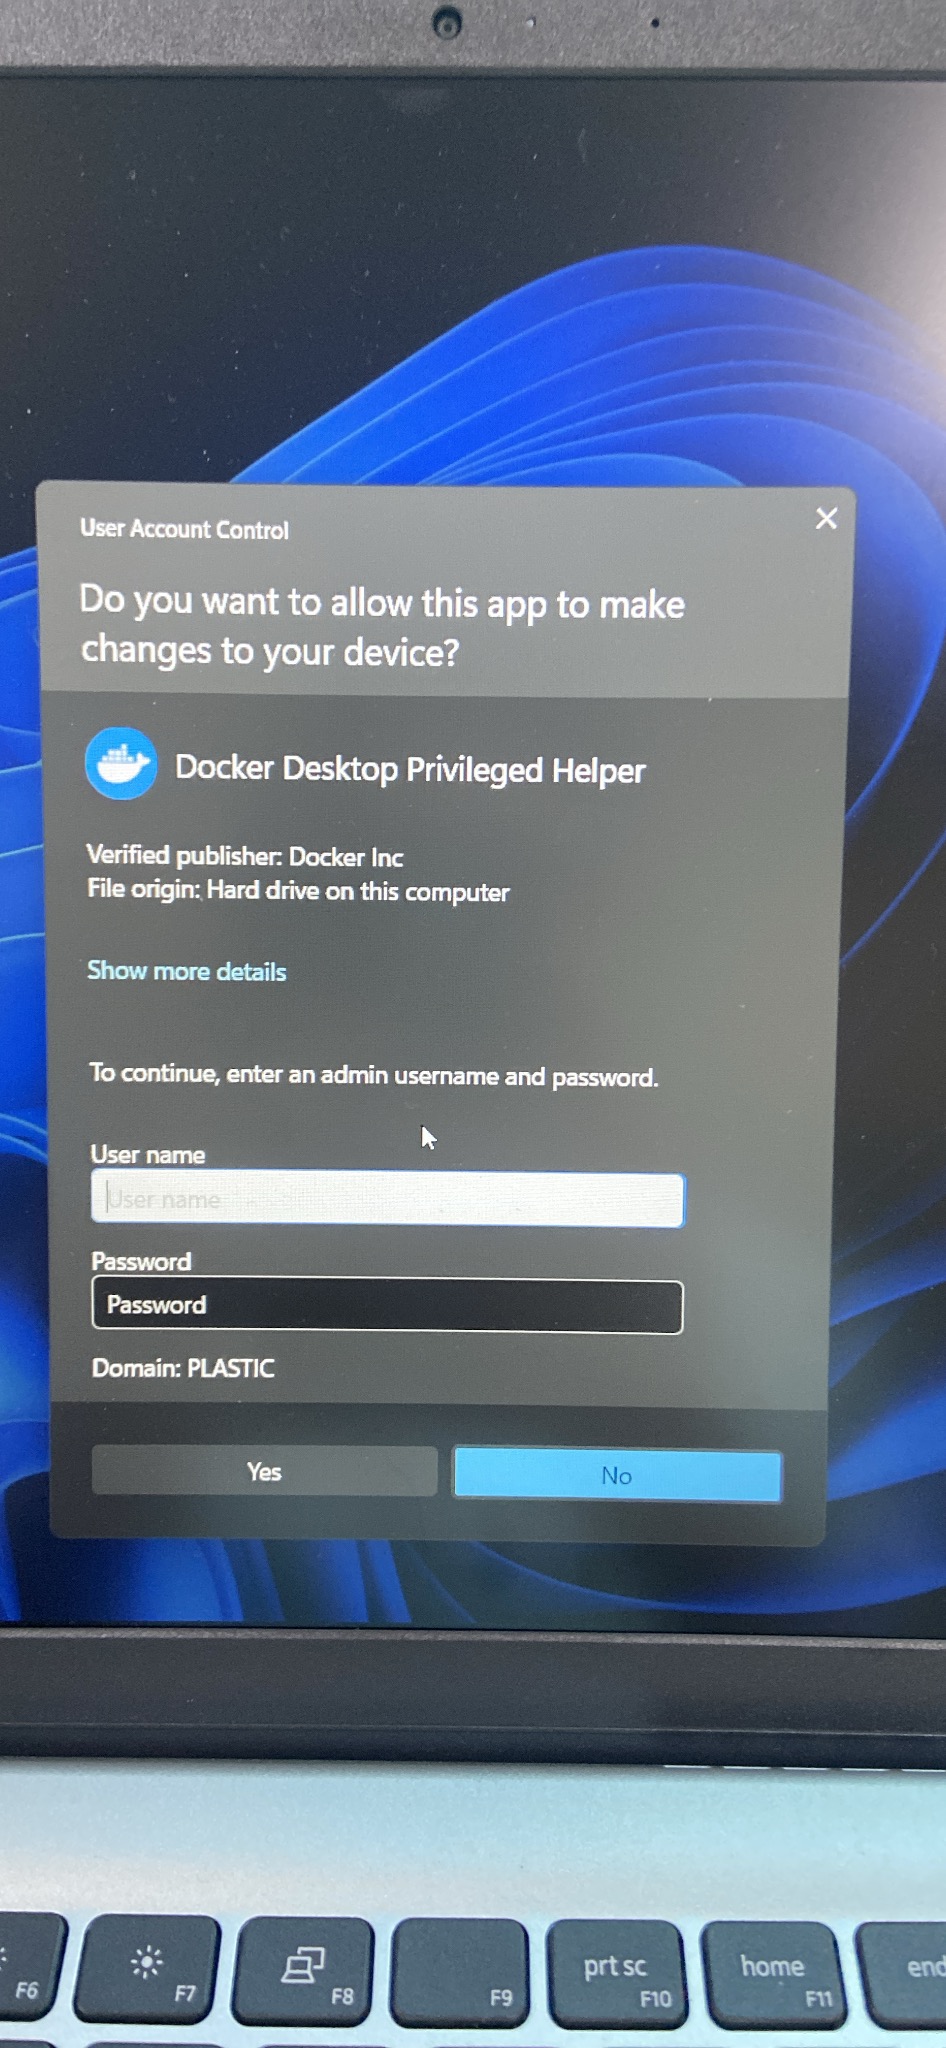 User Account Control
Do you want to allow this app to make
changes to your device?
Docker Desktop Privileged Helper
Verified publisher: Docker Inc
File origin: Hard drive on this computer
Show more details
To continue, enter an admin username and password.
User name
User name
Password
Password
Domain: PLASTIC
Yes No
F6 F7 F8 F9 prt sc F10 home F11 end